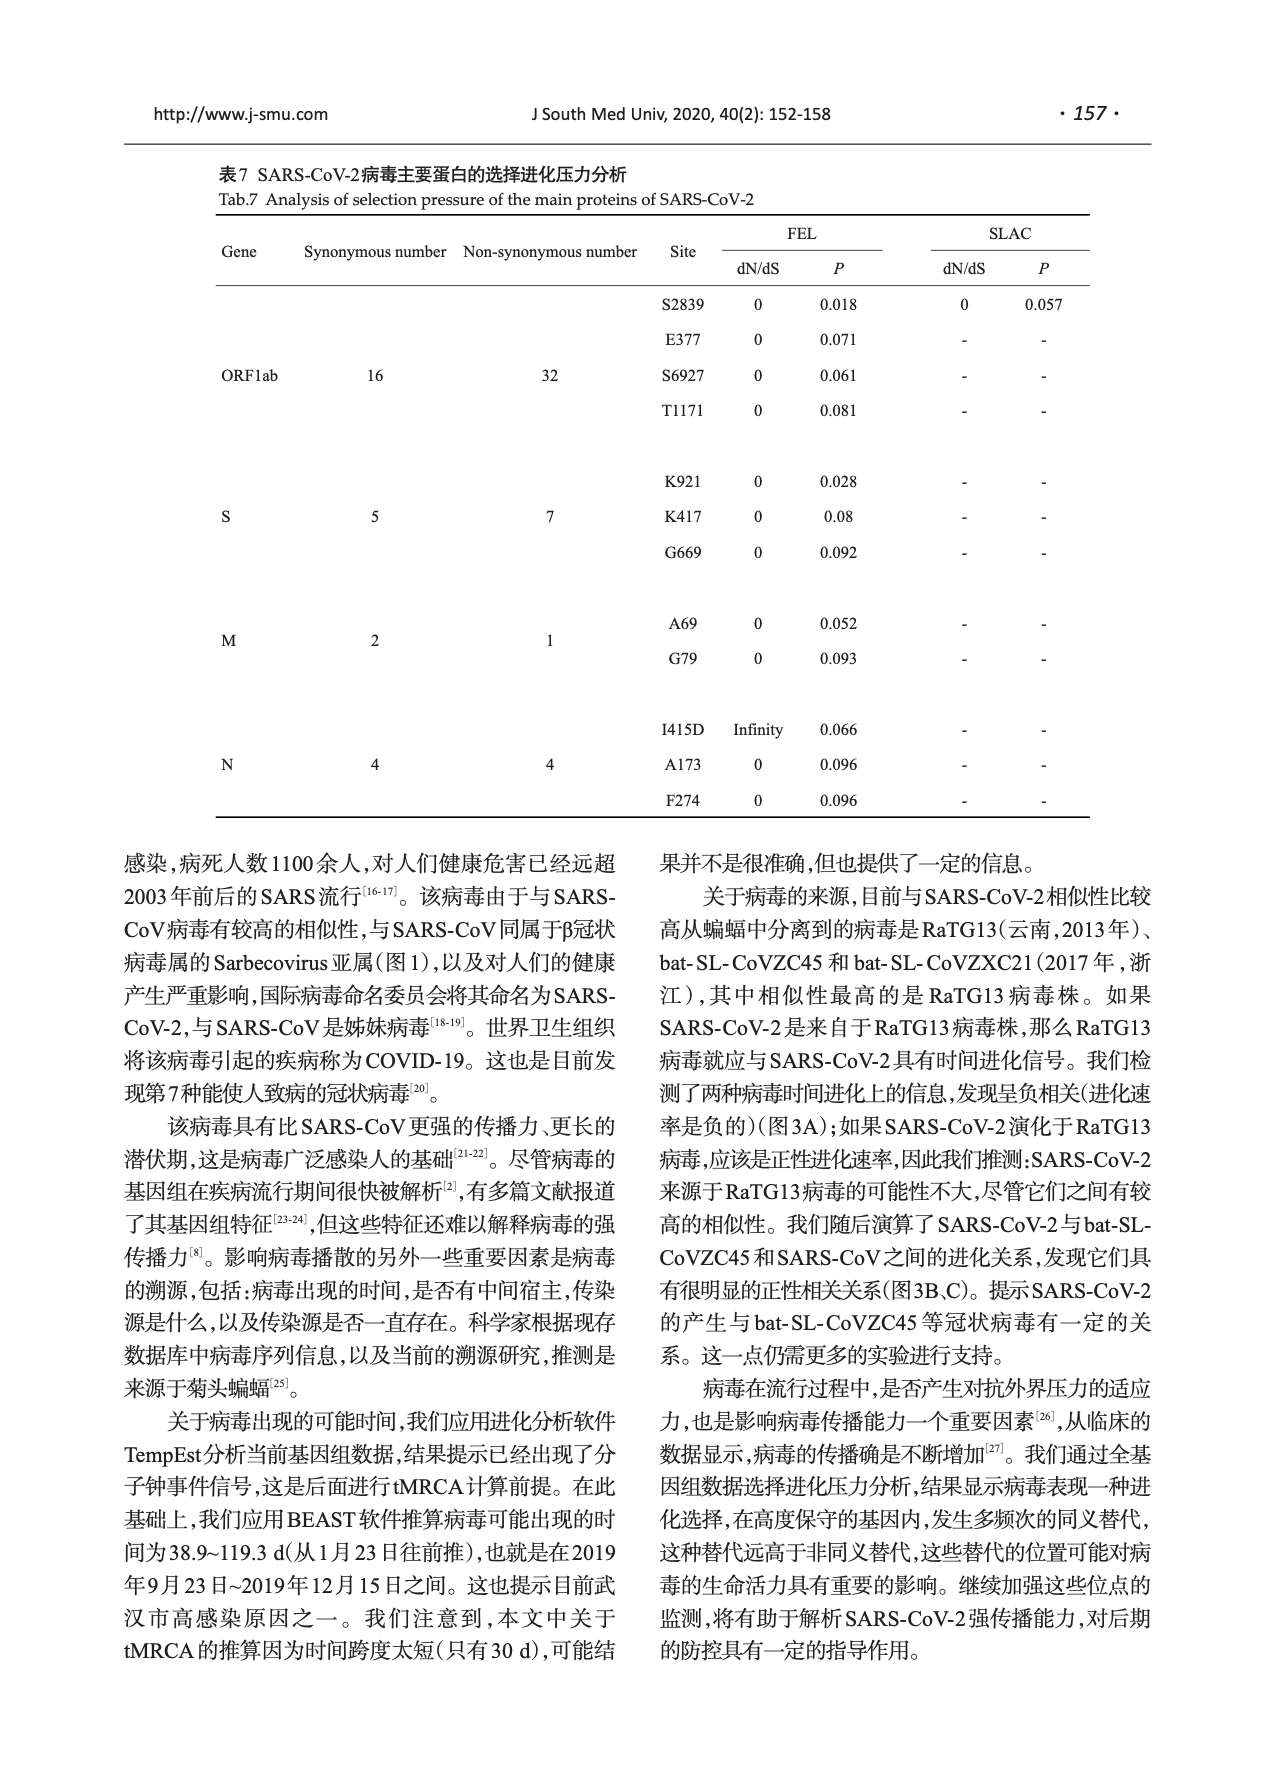 http://www.j-smu.com J South Med Univ, 2020, 40(2): 152-158 · 157 ·
表7 SARS-CoV-2病毒主要蛋白的选择进化压力分析
Tab.7 Analysis of selection pressure of the main proteins of SARS-CoV-2
Gene Synonymous number Non-synonymous number Site FEL SLAC
dN/dS P dN/dS P
S2839 0 0.018 0 0.057
E377 0 0.071 - -
ORF1ab 16 32 S6927 0 0.061 - -
T1171 0 0.081 - -
K921 0 0.028 - -
S 5 7 K417 0 0.08 - -
G669 0 0.092 - -
A69 0 0.052 - -
M 2 1
G79 0 0.093 - -
I415D Infinity 0.066 - -
N 4 4 A173 0 0.096 - -
F274 0 0.096 - -
感染，病死人数1100余人，对人们健康危害已经远超
2003年前后的SARS流行[16-17]。该病毒由于与SARS-
CoV病毒有较高的相似性，与SARS-CoV同属于β冠状
病毒属的Sarbecovirus亚属（图1），以及对人们的健康
产生严重影响，国际病毒命名委员会将其命名为SARS-
CoV-2，与SARS-CoV是姊妹病毒[18-19]。世界卫生组织
将该病毒引起的疾病称为COVID-19。这也是目前发
现第7种能使人致病的冠状病毒[20]。
该病毒具有比SARS-CoV更强的传播力、更长的
潜伏期，这是病毒广泛感染人的基础[21-22]。尽管病毒的
基因组在疾病流行期间很快被解析[2]，有多篇文献报道
了其基因组特征[23-24]，但这些特征还难以解释病毒的强
传播力[8]。影响病毒播散的另外一些重要因素是病毒
的溯源，包括：病毒出现的时间，是否有中间宿主，传染
源是什么，以及传染源是否一直存在。科学家根据现存
数据库中病毒序列信息，以及当前的溯源研究，推测是
来源于菊头蝙蝠[25]。
关于病毒出现的可能时间，我们应用进化分析软件
TempEst分析当前基因组数据，结果提示已经出现了分
子钟事件信号，这是后面进行tMRCA计算前提。在此
基础上，我们应用BEAST软件推算病毒可能出现的时
间为38.9~119.3 d（从1月23日往前推），也就是在2019
年9月23日~2019年12月15日之间。这也提示目前武
汉市高感染原因之一。我们注意到，本文中关于
tMRCA的推算因为时间跨度太短（只有30 d），可能结
果并不是很准确，但也提供了一定的信息。
关于病毒的来源，目前与SARS-CoV-2相似性比较
高从蝙蝠中分离到的病毒是RaTG13（云南，2013年）、
bat-SL-CoVZC45和bat-SL-CoVZXC21（2017年，浙
江），其中相似性最高的是RaTG13病毒株。如果
SARS-CoV-2是来自于RaTG13病毒株，那么RaTG13
病毒就应与SARS-CoV-2具有时间进化信号。我们检
测了两种病毒时间进化上的信息，发现呈负相关（进化速
率是负的）（图3A）；如果SARS-CoV-2演化于RaTG13
病毒，应该是正性进化速率，因此我们推测：SARS-CoV-2
来源于RaTG13病毒的可能性不大，尽管它们之间有较
高的相似性。我们随后演算了SARS-CoV-2与bat-SL-
CoVZC45和SARS-CoV之间的进化关系，发现它们具
有很明显的正性相关关系（图3B、C）。提示SARS-CoV-2
的产生与bat-SL-CoVZC45等冠状病毒有一定的关
系。这一点仍需更多的实验进行支持。
病毒在流行过程中，是否产生对抗外界压力的适应
力，也是影响病毒传播能力一个重要因素[26]，从临床的
数据显示，病毒的传播确是不断增加[27]。我们通过全基
因组数据选择进化压力分析，结果显示病毒表现一种进
化选择，在高度保守的基因内，发生多频次的同义替代，
这种替代远高于非同义替代，这些替代的位置可能对病
毒的生命活力具有重要的影响。继续加强这些位点的
监测，将有助于解析SARS-CoV-2强传播能力，对后期
的防控具有一定的指导作用。